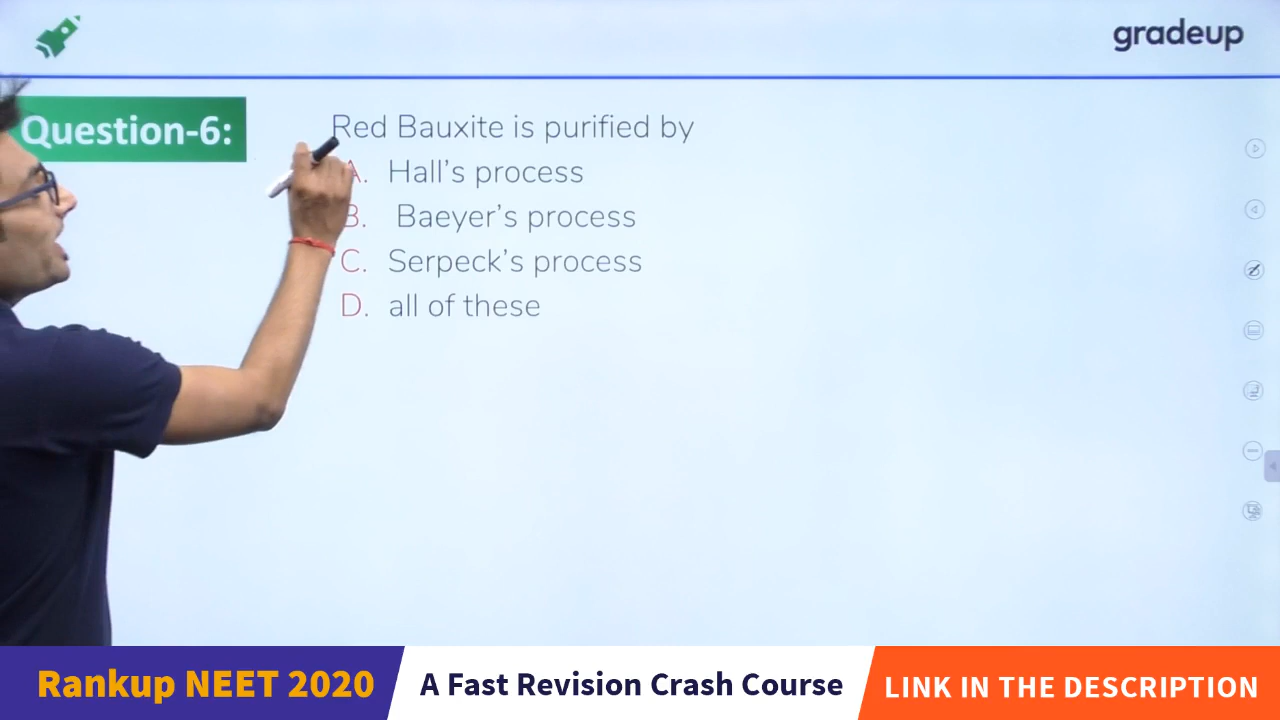 gradeup
Question-6:
Red Bauxite is purified by
A. Hall's process
B. Baeyer's process
C. Serpeck's process
D. all of these
Rankup NEET 2020
A Fast Revision Crash Course
LINK IN THE DESCRIPTION